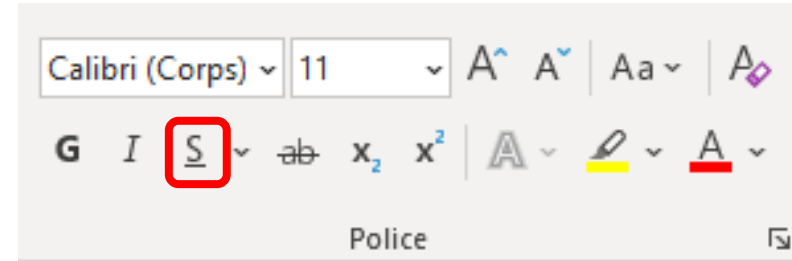 Calibri (Corps) 11 A A Aa A
G I S ab x₂ x² A A
Police